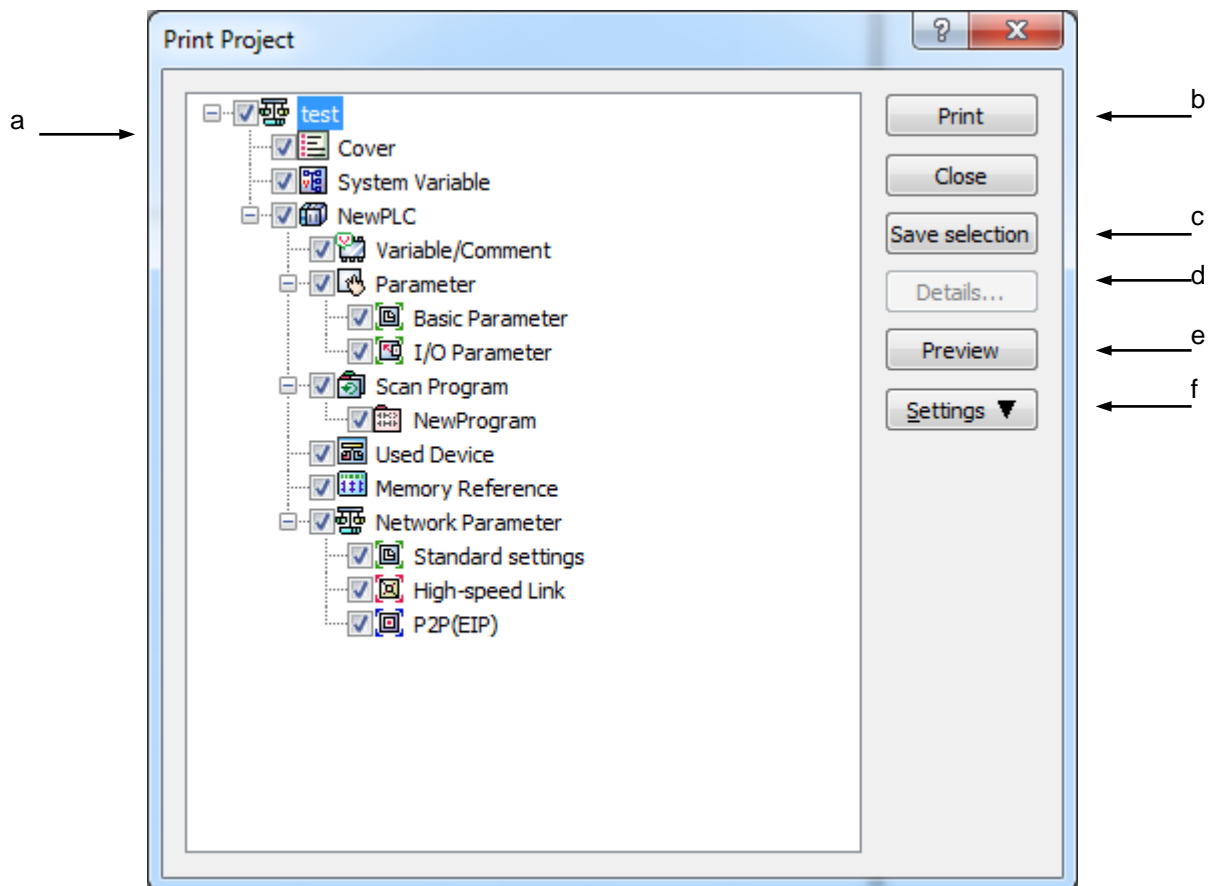 Print Project
a
test
Cover
System Variable
NewPLC
Variable/Comment
Parameter
Basic Parameter
I/O Parameter
Scan Program
NewProgram
Used Device
Memory Reference
Network Parameter
Standard settings
High-speed Link
P2P(EIP)
Print
b
Close
Save selection
c
Details...
d
Preview
e
Settings ▼
f